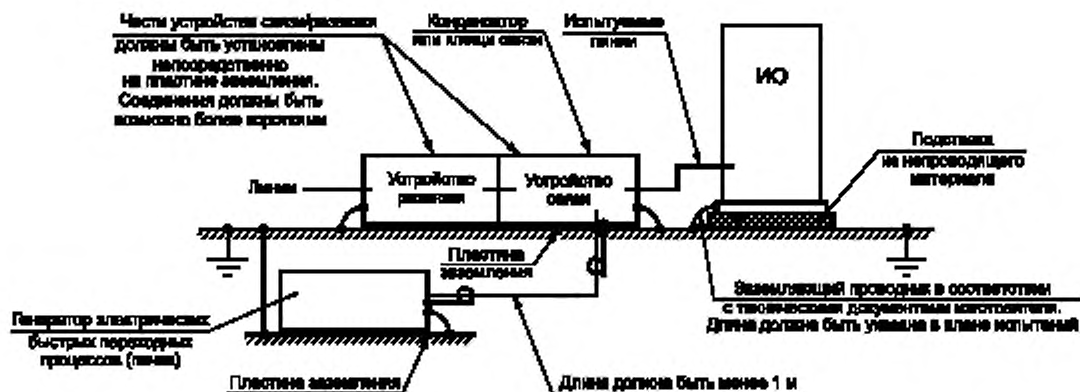 Части устройства связи/развязки
должны быть установлены
непосредственно
на пластине заземления.
Соединения должны быть
возможно более короткими
Конденсатор
или клещи связи
Испытуемые
линии
ИО
Подставка
из непроводящего
материала
Линии
Устройство
развязки
Устройство
связи
Пластина
заземления
Заземляющий проводник в соответствии
с техническими документами изготовителя.
Длина должна быть указана в плане испытаний
Генератор электрических
быстрых переходных
процессов (пачек)
Пластина заземления
Длина должна быть менее 1 м